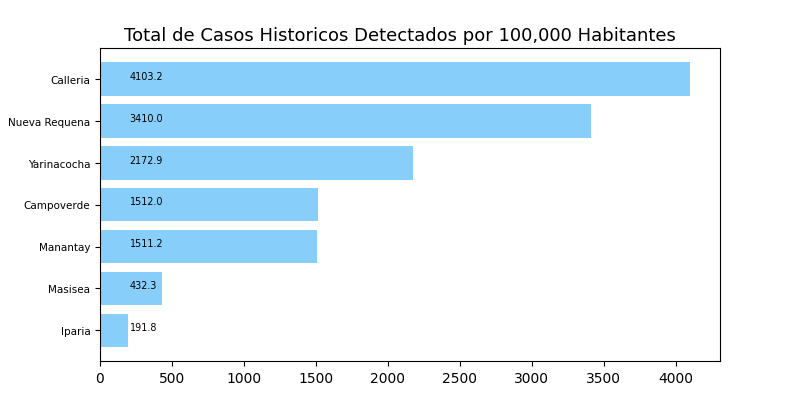 Total de Casos Historicos Detectados por 100,000 Habitantes
Calleria 4103.2
Nueva Requena 3410.0
Yarinacocha 2172.9
Campoverde 1512.0
Manantay 1511.2
Masisea 432.3
Iparia 191.8
0 500 1000 1500 2000 2500 3000 3500 4000